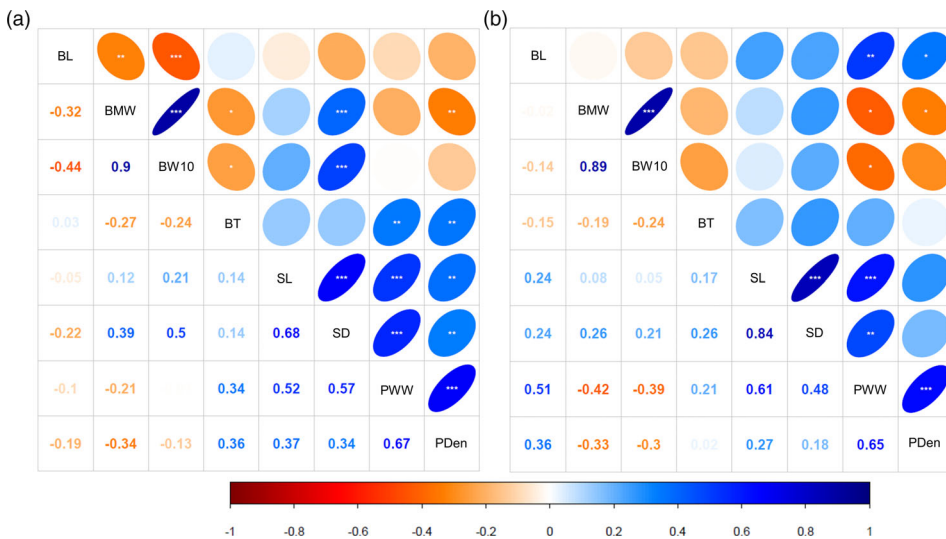 (a) (b)
BL ** *** BL ** *
-0.32 BMW *** * *** ** BMW *** * *
-0.44 0.9 BW10 * *** -0.14 0.89 BW10 *
0.03 -0.27 -0.24 BT ** ** -0.15 -0.19 -0.24 BT
-0.05 0.12 0.21 0.14 SL *** *** ** 0.24 0.08 0.05 0.17 SL *** ***
-0.22 0.39 0.5 0.14 0.68 SD *** ** 0.24 0.26 0.21 0.26 0.84 SD **
-0.1 -0.21 0.34 0.52 0.57 PWW *** 0.51 -0.42 -0.39 0.21 0.61 0.48 PWW ***
-0.19 -0.34 -0.13 0.36 0.37 0.34 0.67 PDen 0.36 -0.33 -0.3 0.02 0.27 0.18 0.65 PDen
-1 -0.8 -0.6 -0.4 -0.2 0 0.2 0.4 0.6 0.8 1